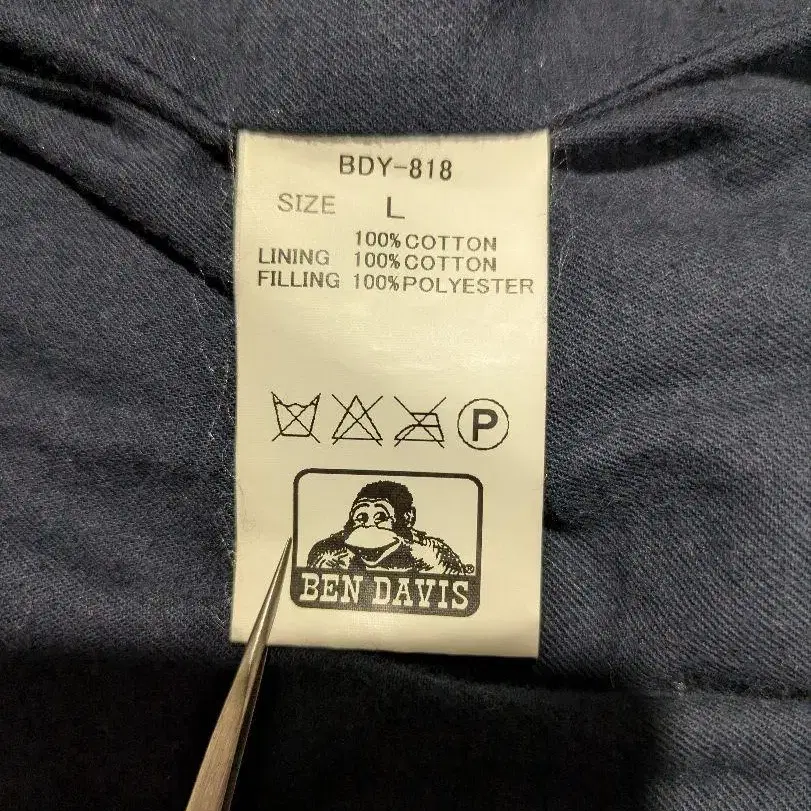 BDY-818
SIZE L
100%COTTON
LINING 100%COTTON
FILLING 100%POLYESTER
P
BEN DAVIS®